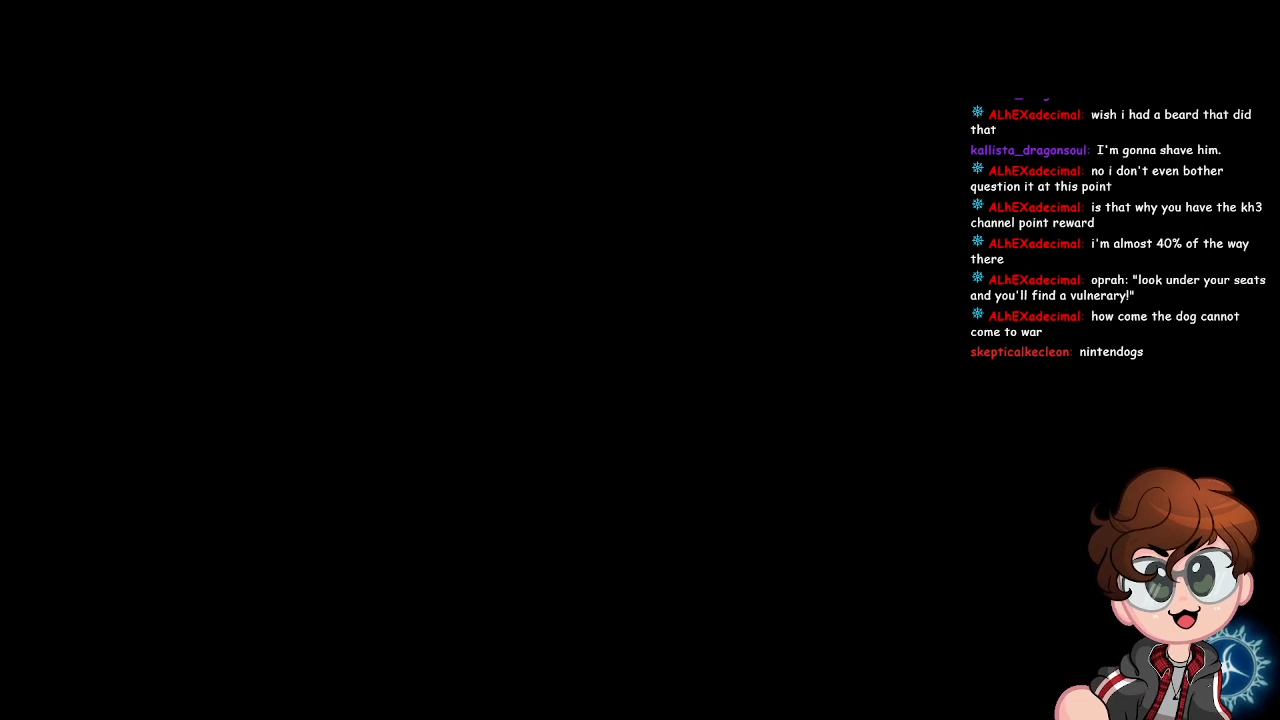 ALhEXadecimal: wish i had a beard that did
that
kallista_dragonsoul: I'm gonna shave him.
ALhEXadecimal: no i don't even bother
question it at this point
ALhEXadecimal: is that why you have the kh3
channel point reward
ALhEXadecimal: i'm almost 40% of the way
there
ALhEXadecimal: oprah: "look under your seats
and you'll find a vulnerary!"
ALhEXadecimal: how come the dog cannot
come to war
skepticalkecleon: nintendogs